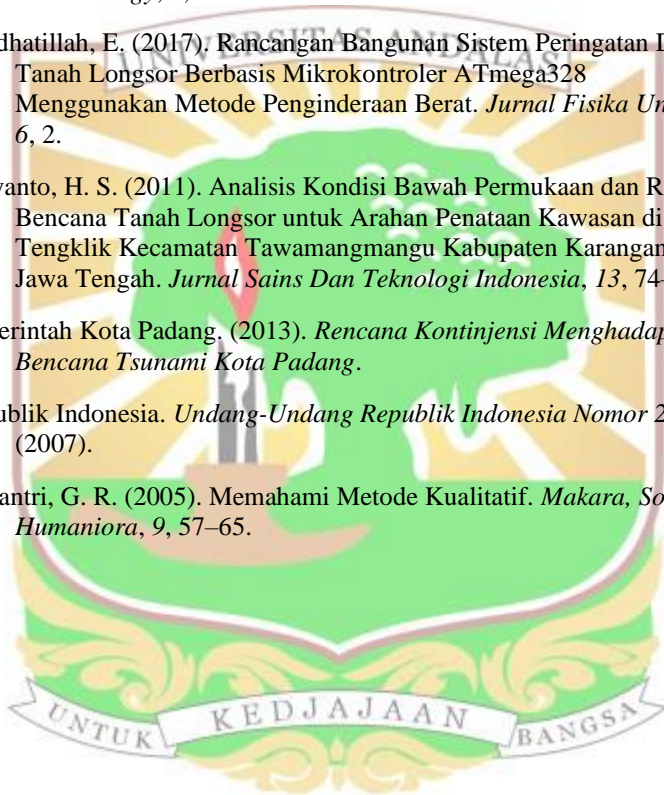 UNIVERSITAS ANDALAS
dhatillah, E. (2017). Rancangan Bangunan Sistem Peringatan D
Tanah Longsor Berbasis Mikrokontroler ATmega328
Menggunakan Metode Penginderaan Berat. Jurnal Fisika Un
6, 2.
anto, H. S. (2011). Analisis Kondisi Bawah Permukaan dan R
Bencana Tanah Longsor untuk Arahan Penataan Kawasan di
Tengklik Kecamatan Tawamangmangu Kabupaten Karangan
Jawa Tengah. Jurnal Sains Dan Teknologi Indonesia, 13, 74–
erintah Kota Padang. (2013). Rencana Kontinjensi Menghadap
Bencana Tsunami Kota Padang.
ublik Indonesia. Undang-Undang Republik Indonesia Nomor 2
(2007).
antri, G. R. (2005). Memahami Metode Kualitatif. Makara, So
Humaniora, 9, 57–65.
UNTUK KEDJAJAAN BANGSA